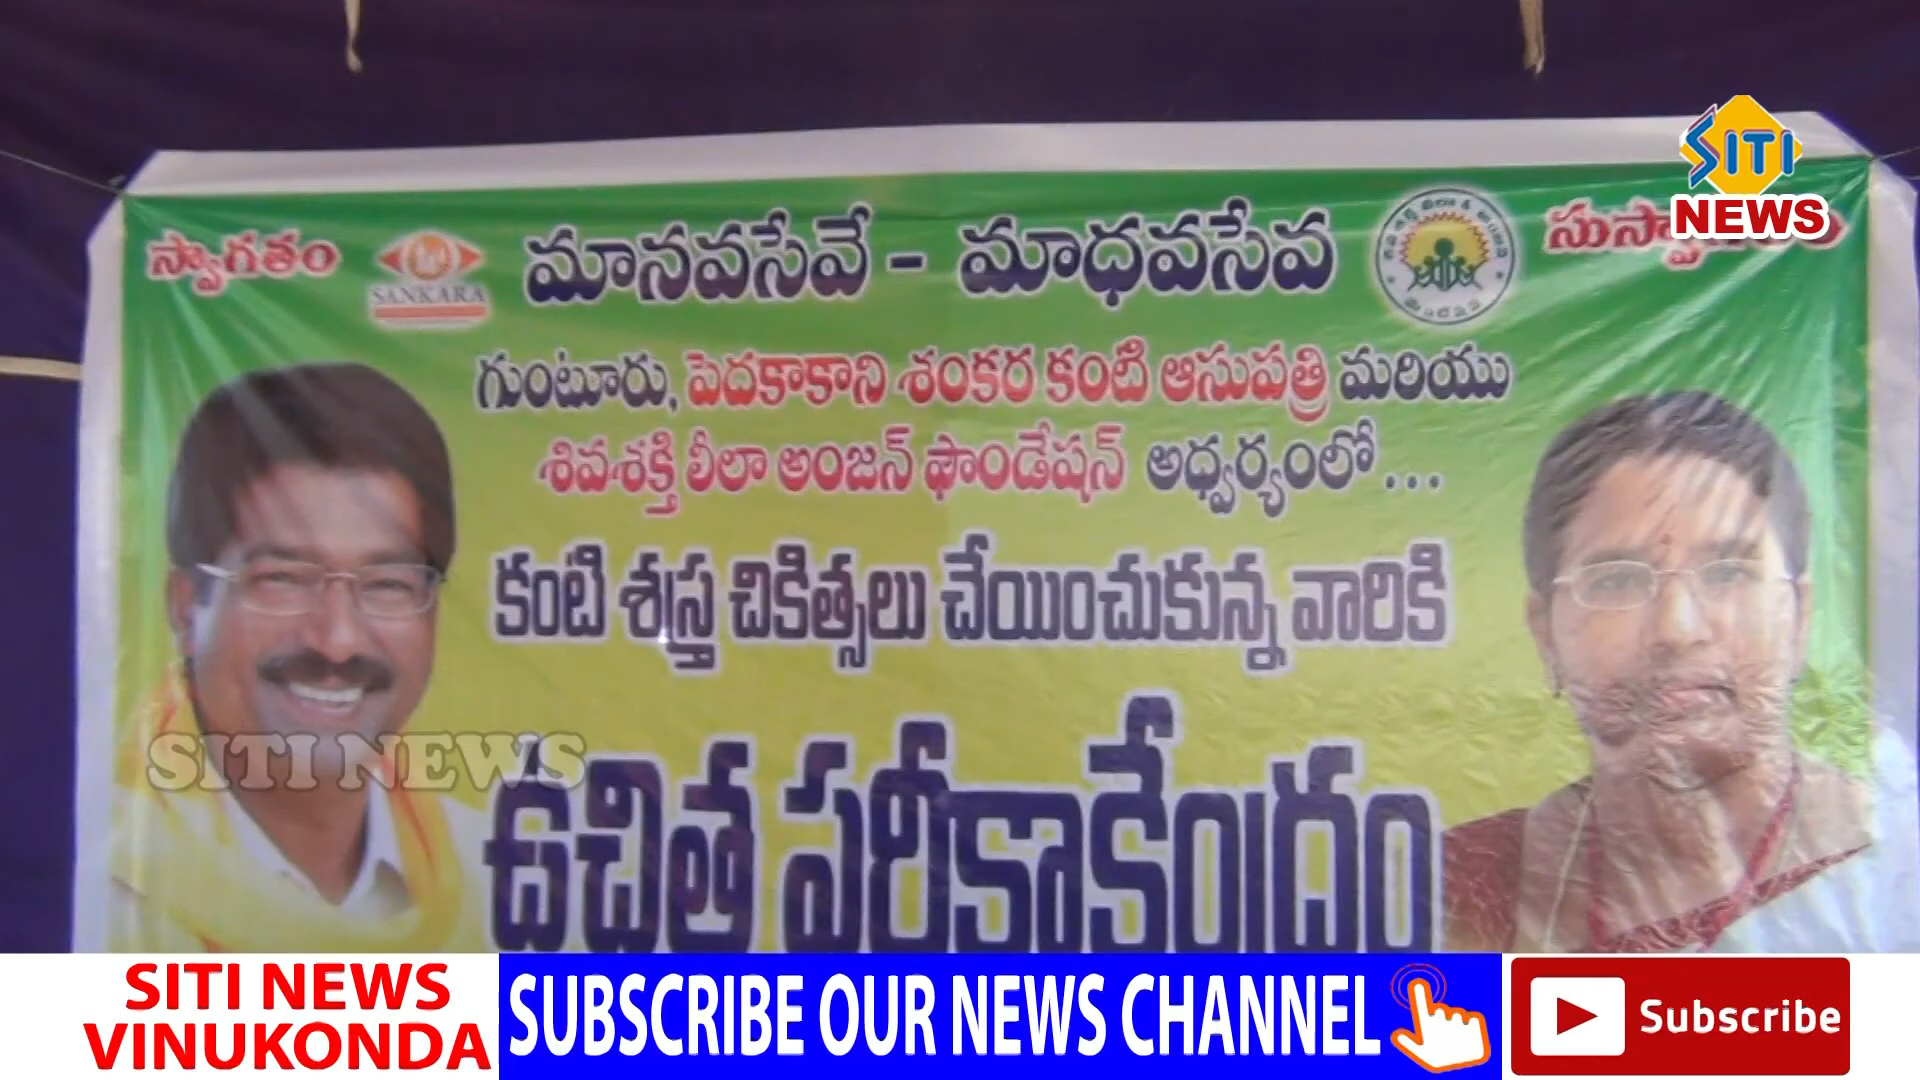 SITI
NEWS
స్వాగతం
SANKARA
మానవసేవే - మాధవసేవ
గుంటూరు, పెదకాకాని శంకర కంటి ఆసుపత్రి మరియు
శివశక్తి లీలా అంజన్ ఫౌండేషన్ అధ్వర్యంలో ...
కంటి శస్త్ర చికిత్సలు చేయించుకున్న వారికి
ఉచిత పరీక్షాకేంద్రం
SITI NEWS
SITI NEWS
VINUKONDA
SUBSCRIBE OUR NEWS CHANNEL
Subscribe